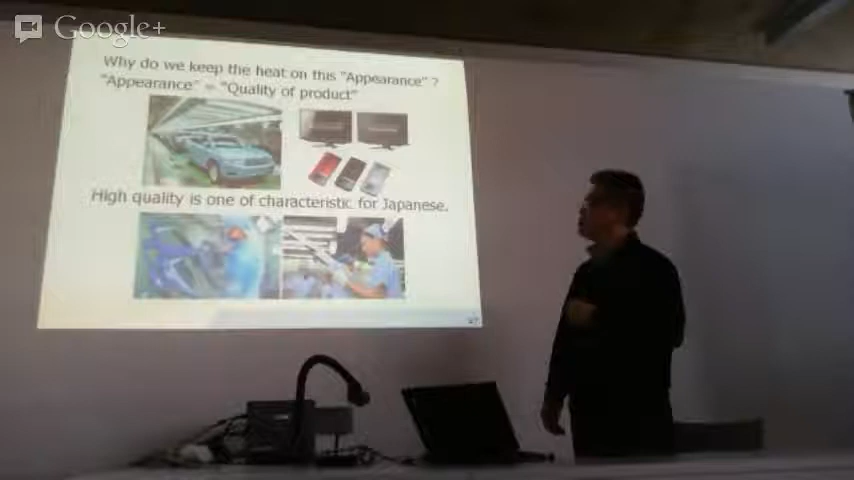 Google+
Why do we keep the heat on this "Appearance" ?
"Appearance" = "Quality of product"
High quality is one of characteristic for Japanese.